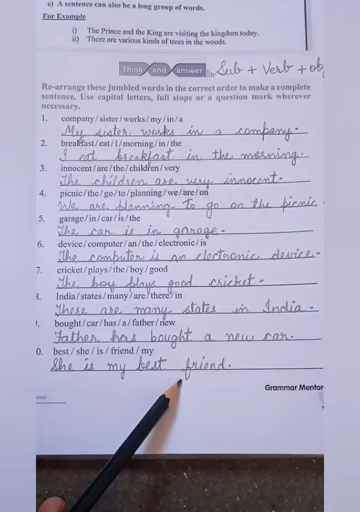 c) A sentence can also be a long group of words.
For Example
i) The Prince and the King are visiting the kingdom today.
ii) There are various kinds of trees in the woods.
Think and answer Sub + Verb + obj
Re-arrange these jumbled words in the correct order to make a complete
sentence. Use capital letters, full stops or a question mark wherever
necessary.
1. company/sister/works/my/in/a
My sister works in a company.
2. breakfast/eat/I/morning/in/the
I eat breakfast in the morning.
3. innocent/are/the/children/very
The children are very innocent.
4. picnic/the/go/to/planning/we/are/on
We are planning to go on the picnic.
5. garage/in/car/is/the
The car is in garage.
6. device/computer/an/the/electronic/is
The computer is an electronic device.
7. cricket/plays/the/boy/good
The boy plays good cricket.
India/states/many/are/there/in
There are many states in India.
bought/car/has/a/father/new
Father has bought a new car.
0. best/she/is/friend/my
She is my best friend.
Grammar Mentor